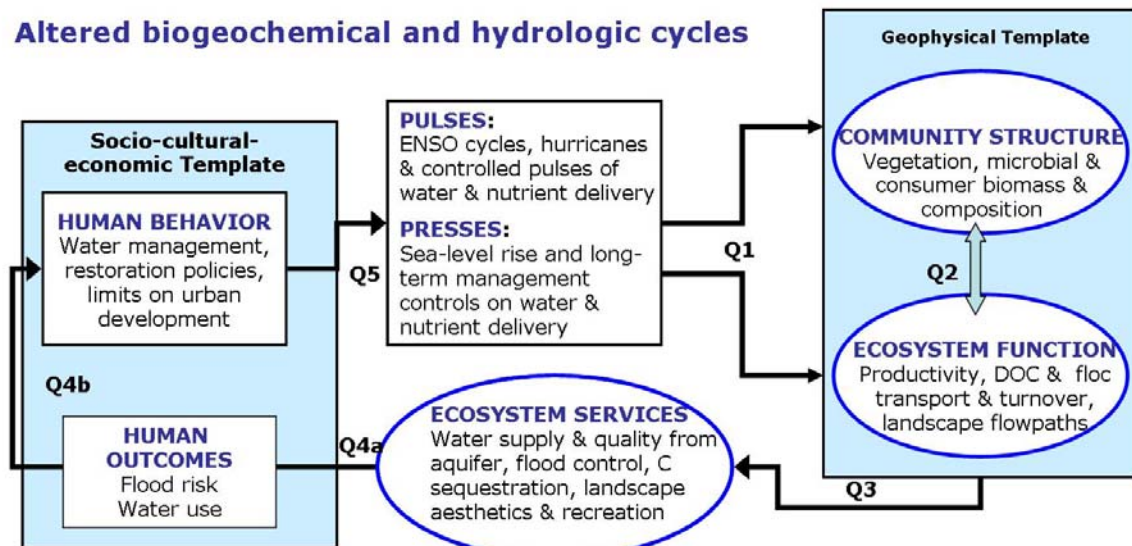 Altered biogeochemical and hydrologic cycles
Geophysical Template
COMMUNITY STRUCTURE
Vegetation, microbial &
consumer biomass &
composition
Q2
ECOSYSTEM FUNCTION
Productivity, DOC & floc
transport & turnover,
landscape flowpaths
Socio-cultural-
economic Template
HUMAN BEHAVIOR
Water management,
restoration policies,
limits on urban
development
Q5
PULSES:
ENSO cycles, hurricanes
& controlled pulses of
water & nutrient delivery
PRESSES:
Sea-level rise and long-
term management
controls on water &
nutrient delivery
Q1
Q4b
HUMAN
OUTCOMES
Flood risk
Water use
Q4a
ECOSYSTEM SERVICES
Water supply & quality from
aquifer, flood control, C
sequestration, landscape
aesthetics & recreation
Q3